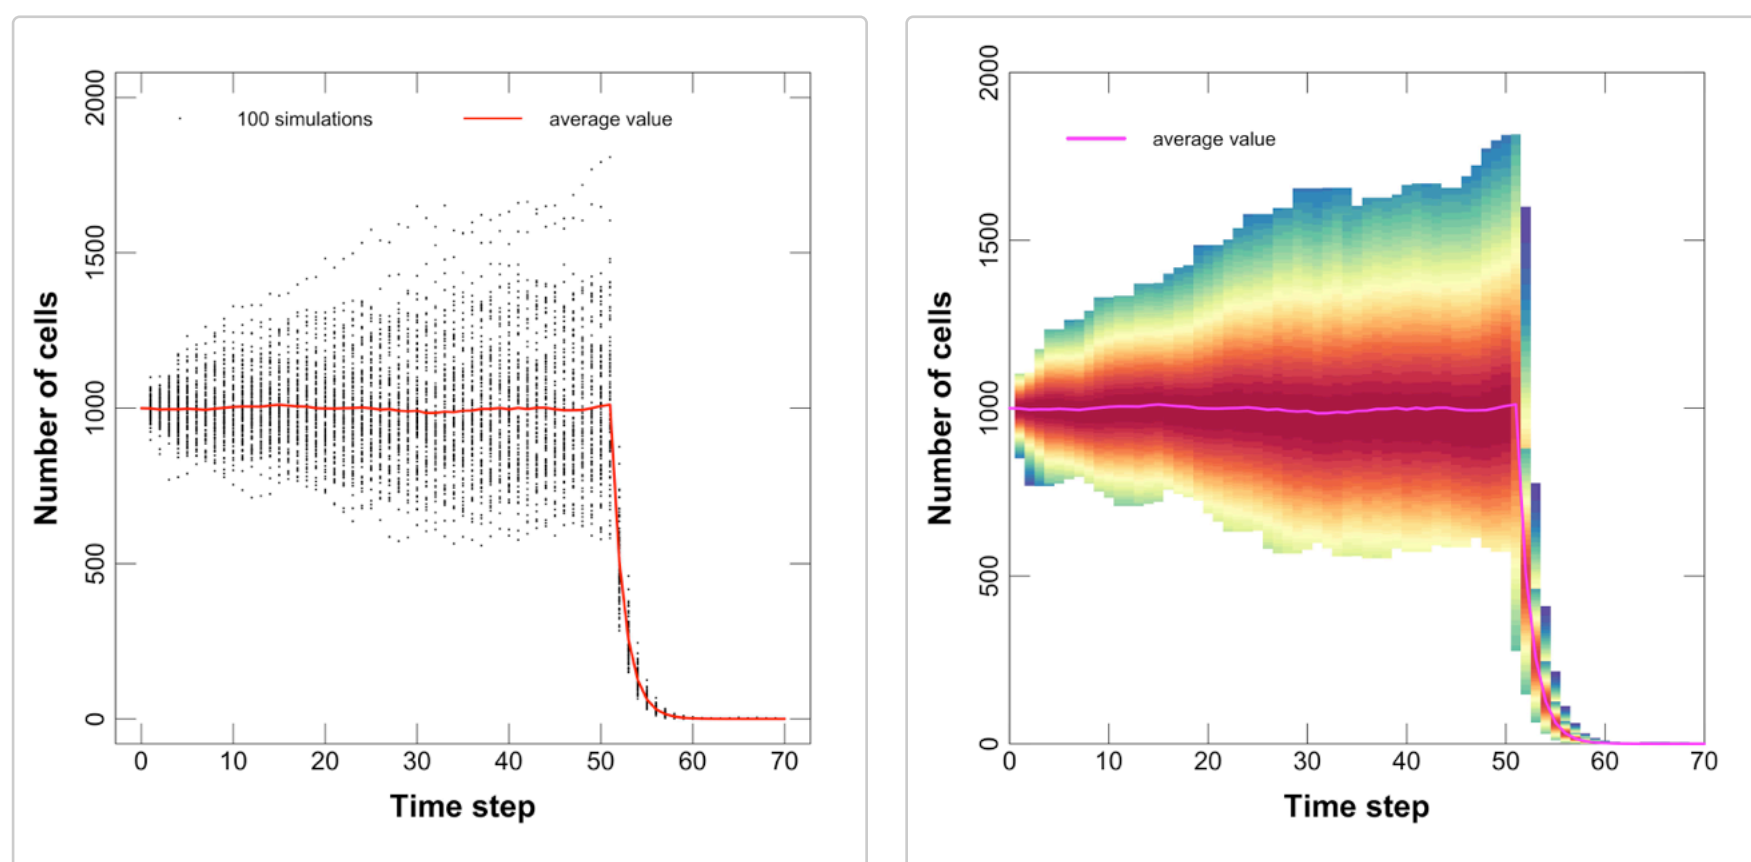 100 simulations
average value
Number of cells
2000
1500
1000
500
0
0 10 20 30 40 50 60 70
Time step
average value
Number of cells
2000
1500
1000
500
0
0 10 20 30 40 50 60 70
Time step